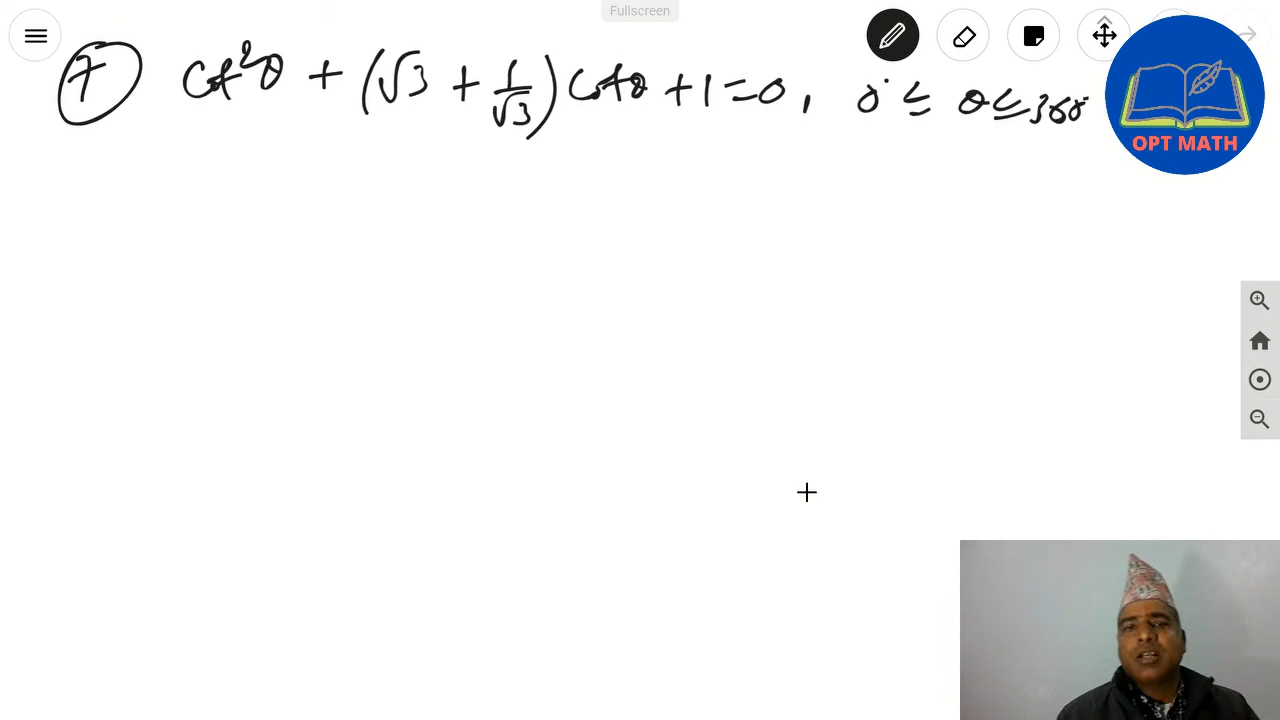 Fullscreen
⑦ cot²θ + (√3 + 1/√3) cotθ + 1 = 0, 0° ≤ θ ≤ 360°
OPT MATH